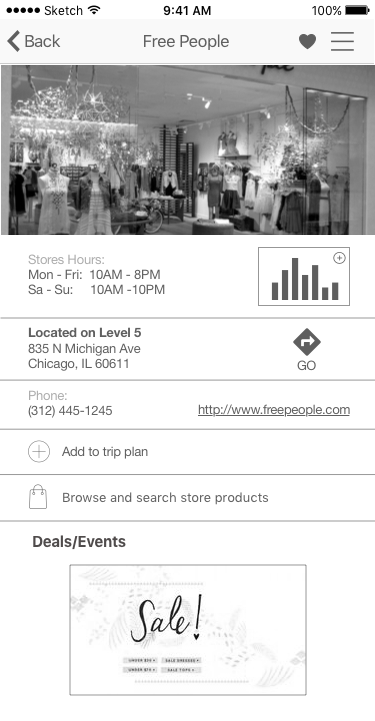 Sketch 9:41 AM 100%
Back Free People
Stores Hours:
Mon - Fri: 10AM - 8PM
Sa - Su: 10AM -10PM
Located on Level 5
835 N Michigan Ave
Chicago, IL 60611
GO
Phone:
(312) 445-1245 http://www.freepeople.com
Add to trip plan
Browse and search store products
Deals/Events
Sale!
UNDER $50 SALE DRESSES
SALE TOPS